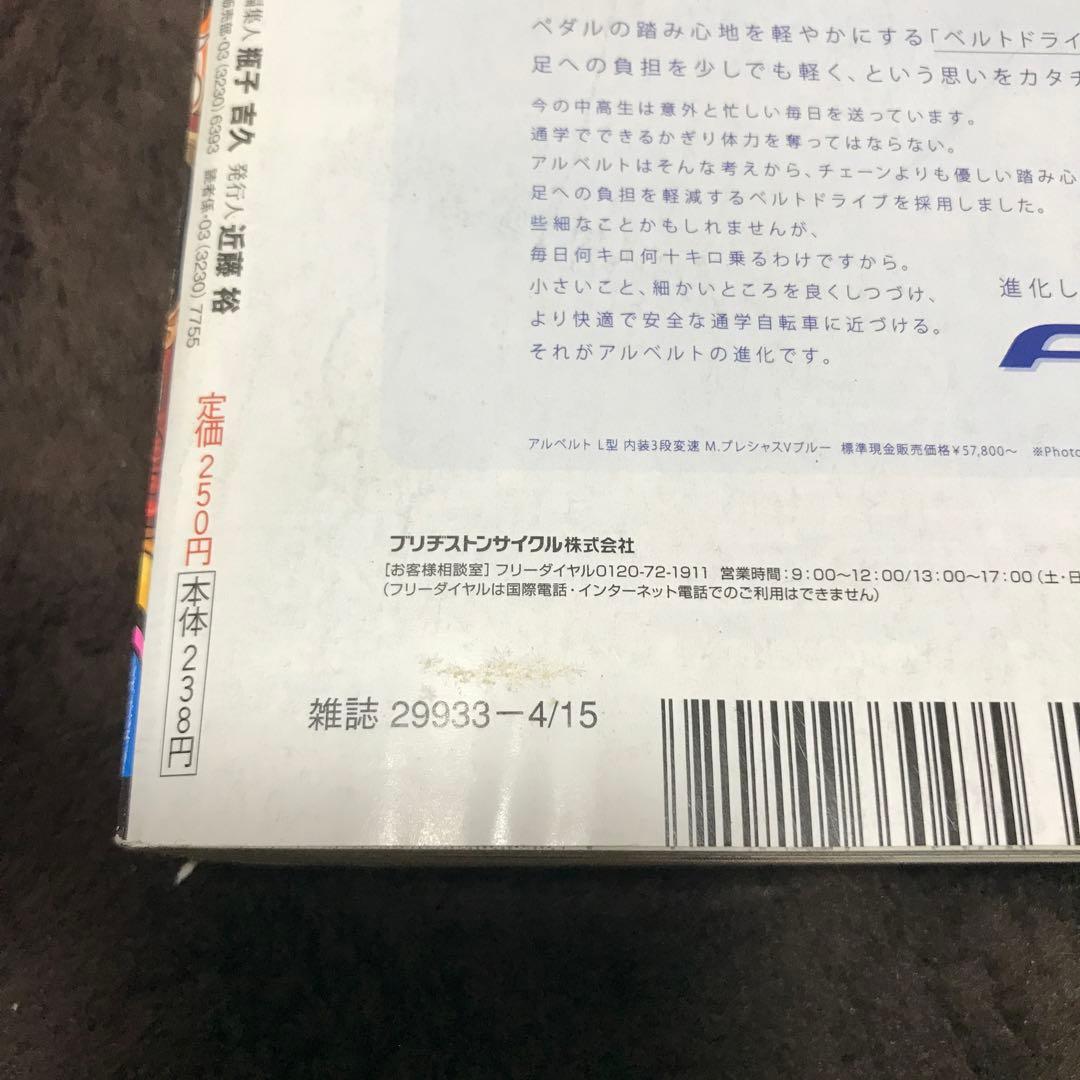 ペダルの踏み心地を軽やかにする「ベルトドライ
足への負担を少しでも軽く、という思いをカタチ
今の中高生は意外と忙しい毎日を送っています。
通学でできるかぎり体力を奪ってはならない。
アルベルトはそんな考えから、チェーンよりも優しい踏み心
足への負担を軽減するベルトドライブを採用しました。
些細なことかもしれませんが、
毎日何キロ何十キロ乗るわけですから。
小さいこと、細かいところを良くしつづけ、
より快適で安全な通学自転車に近づける。
それがアルベルトの進化です。
進化し
アルベルト L型 内装3段変速 M.プレシャスVブルー 標準現金販売価格¥57,800〜 ※Photo
ブリヂストンサイクル株式会社
[お客様相談室] フリーダイヤル0120-72-1911 営業時間:9:00〜12:00/13:00〜17:00(土・日
(フリーダイヤルは国際電話・インターネット電話でのご利用はできません)
雑誌 29933-4/15
編集人 瓶子 吉久 発行人 近藤 裕
販売部・03(3230)6393 読者係・03(3230)7755
定価250円
本体238円